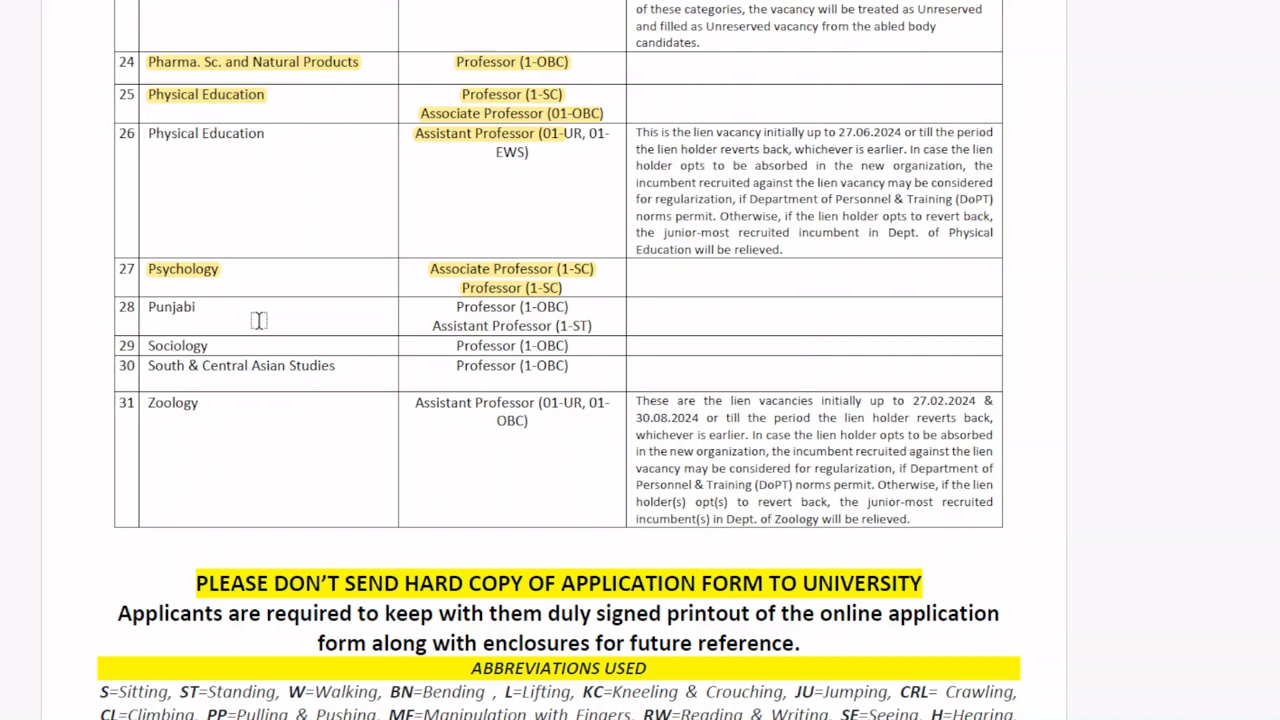 of these categories, the vacancy will be treated as Unreserved
and filled as Unreserved vacancy from the abled body
candidates.
24 Pharma. Sc. and Natural Products Professor (1-OBC)
25 Physical Education Professor (1-SC)
Associate Professor (01-OBC)
26 Physical Education Assistant Professor (01-UR, 01-
EWS)
This is the lien vacancy initially up to 27.06.2024 or till the period
the lien holder reverts back, whichever is earlier. In case the lien
holder opts to be absorbed in the new organization, the
incumbent recruited against the lien vacancy may be considered
for regularization, if Department of Personnel & Training (DoPT)
norms permit. Otherwise, if the lien holder opts to revert back,
the junior-most recruited incumbent in Dept. of Physical
Education will be relieved.
27 Psychology Associate Professor (1-SC)
Professor (1-SC)
28 Punjabi Professor (1-OBC)
Assistant Professor (1-ST)
29 Sociology Professor (1-OBC)
30 South & Central Asian Studies Professor (1-OBC)
31 Zoology Assistant Professor (01-UR, 01-
OBC)
These are the lien vacancies initially up to 27.02.2024 &
30.08.2024 or till the period the lien holder reverts back,
whichever is earlier. In case the lien holder opts to be absorbed
in the new organization, the incumbent recruited against the lien
vacancy may be considered for regularization, if Department of
Personnel & Training (DoPT) norms permit. Otherwise, if the lien
holder(s) opt(s) to revert back, the junior-most recruited
incumbent(s) in Dept. of Zoology will be relieved.
PLEASE DON'T SEND HARD COPY OF APPLICATION FORM TO UNIVERSITY
Applicants are required to keep with them duly signed printout of the online application
form along with enclosures for future reference.
ABBREVIATIONS USED
S=Sitting, ST=Standing, W=Walking, BN=Bending , L=Lifting, KC=Kneeling & Crouching, JU=Jumping, CRL= Crawling,
CL=Climbing, PP=Pulling & Pushing, MF=Manipulation with Fingers, RW=Reading & Writing, SE=Seeing, H=Hearing,